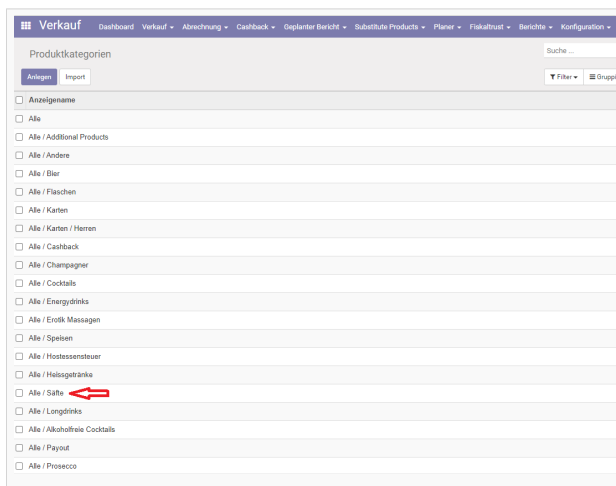 Verkauf Dashboard Verkauf Abrechnung Cashback Geplanter Bericht Substitute Products Planer Fiskaltrust Berichte Konfiguration
Produktkategorien Suche ...
Anlegen Import Filter Gruppi
Anzeigename
Alle
Alle / Additional Products
Alle / Andere
Alle / Bier
Alle / Flaschen
Alle / Karten
Alle / Karten / Herren
Alle / Cashback
Alle / Champagner
Alle / Cocktails
Alle / Energydrinks
Alle / Erotik Massagen
Alle / Speisen
Alle / Hostessensteuer
Alle / Heissgetränke
Alle / Säfte
Alle / Longdrinks
Alle / Alkoholfreie Cocktails
Alle / Payout
Alle / Prosecco